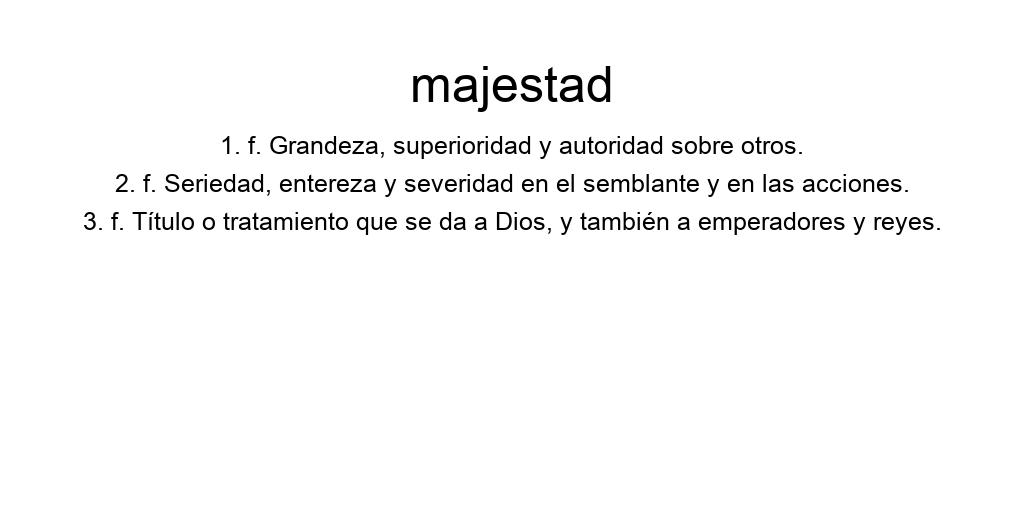 majestad
1. f. Grandeza, superioridad y autoridad sobre otros.
2. f. Seriedad, entereza y severidad en el semblante y en las acciones.
3. f. Título o tratamiento que se da a Dios, y también a emperadores y reyes.